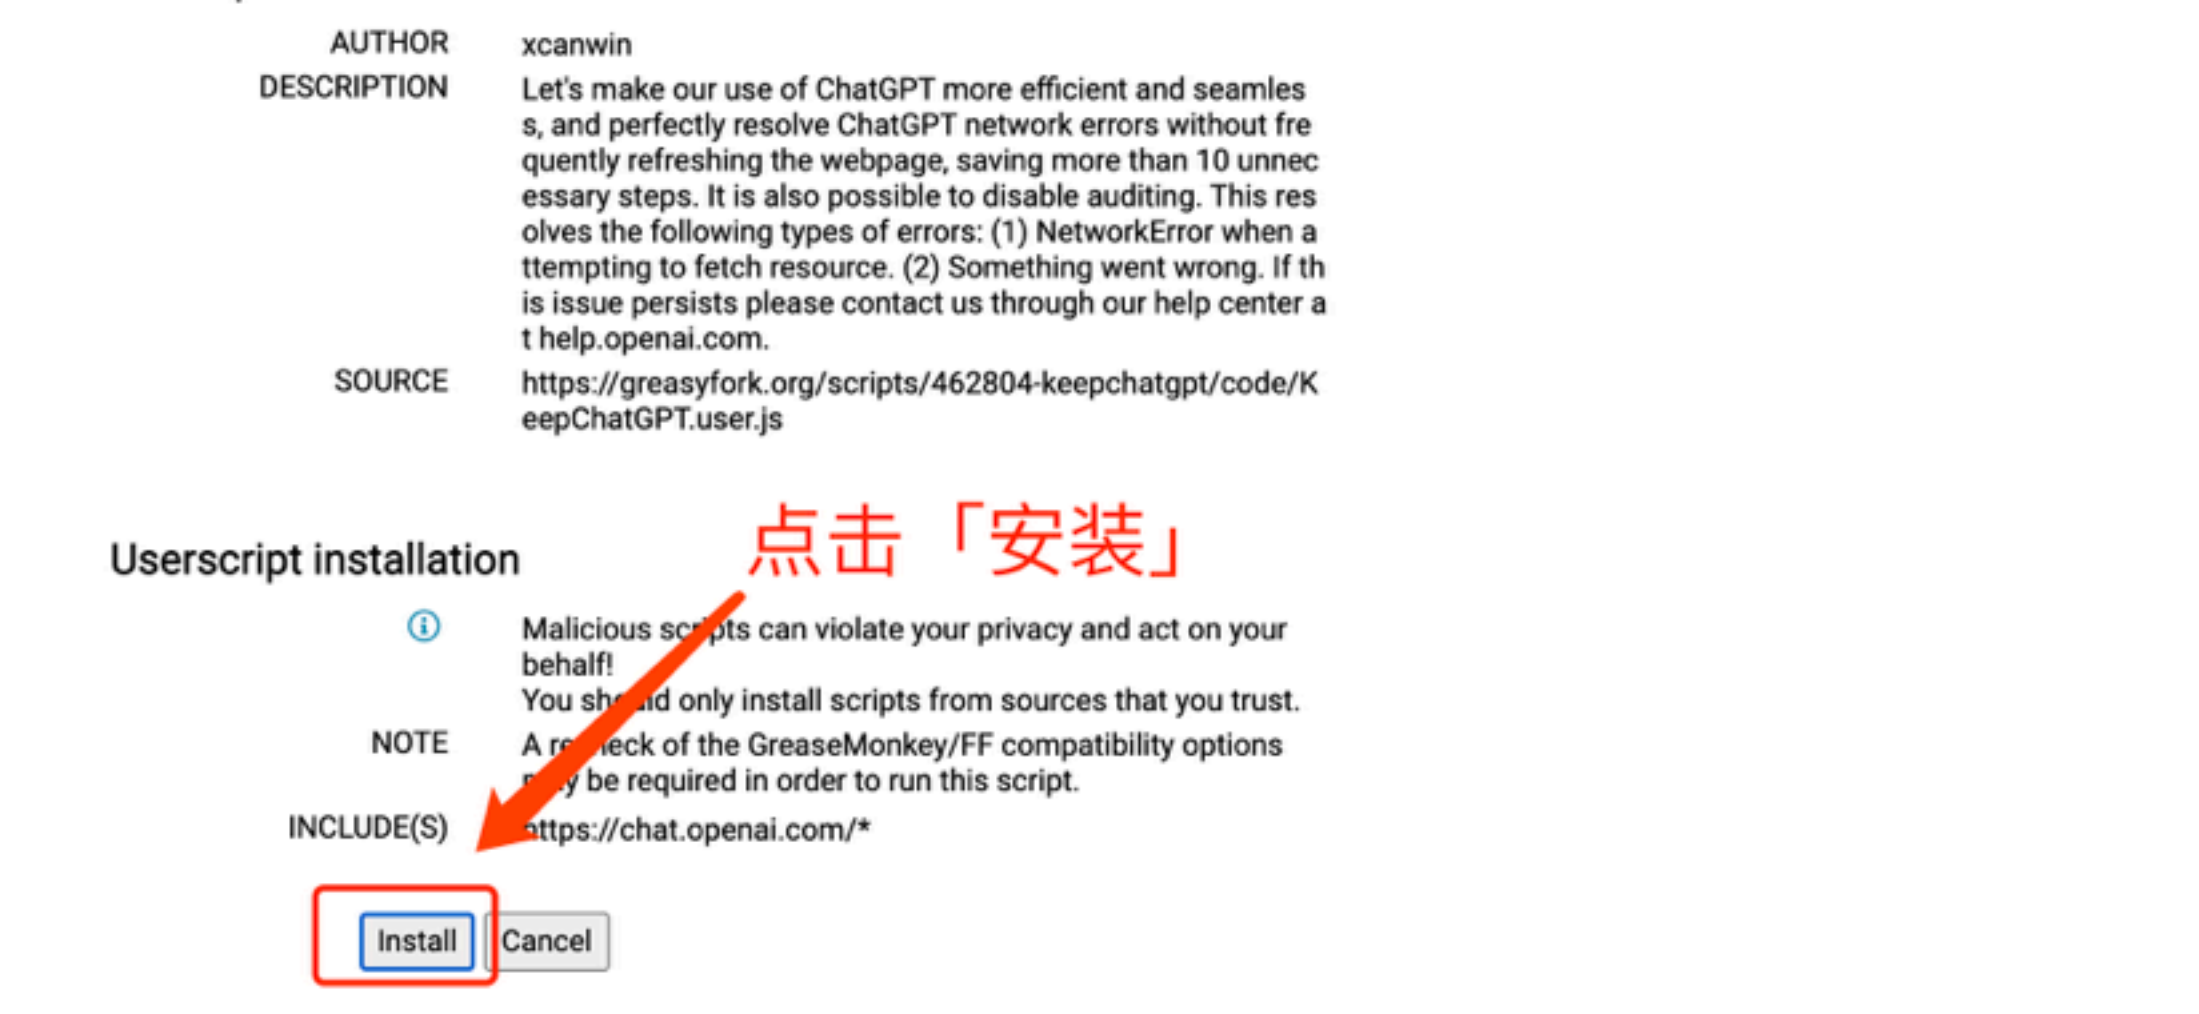 AUTHOR xcanwin
DESCRIPTION Let's make our use of ChatGPT more efficient and seamles
s, and perfectly resolve ChatGPT network errors without fre
quently refreshing the webpage, saving more than 10 unnec
essary steps. It is also possible to disable auditing. This res
olves the following types of errors: (1) NetworkError when a
ttempting to fetch resource. (2) Something went wrong. If th
is issue persists please contact us through our help center a
t help.openai.com.
SOURCE https://greasyfork.org/scripts/462804-keepchatgpt/code/K
eepChatGPT.user.js
点击「安装」
Userscript installation
Malicious scripts can violate your privacy and act on your
behalf!
You should only install scripts from sources that you trust.
NOTE A recheck of the GreaseMonkey/FF compatibility options
may be required in order to run this script.
INCLUDE(S) https://chat.openai.com/*
Install Cancel